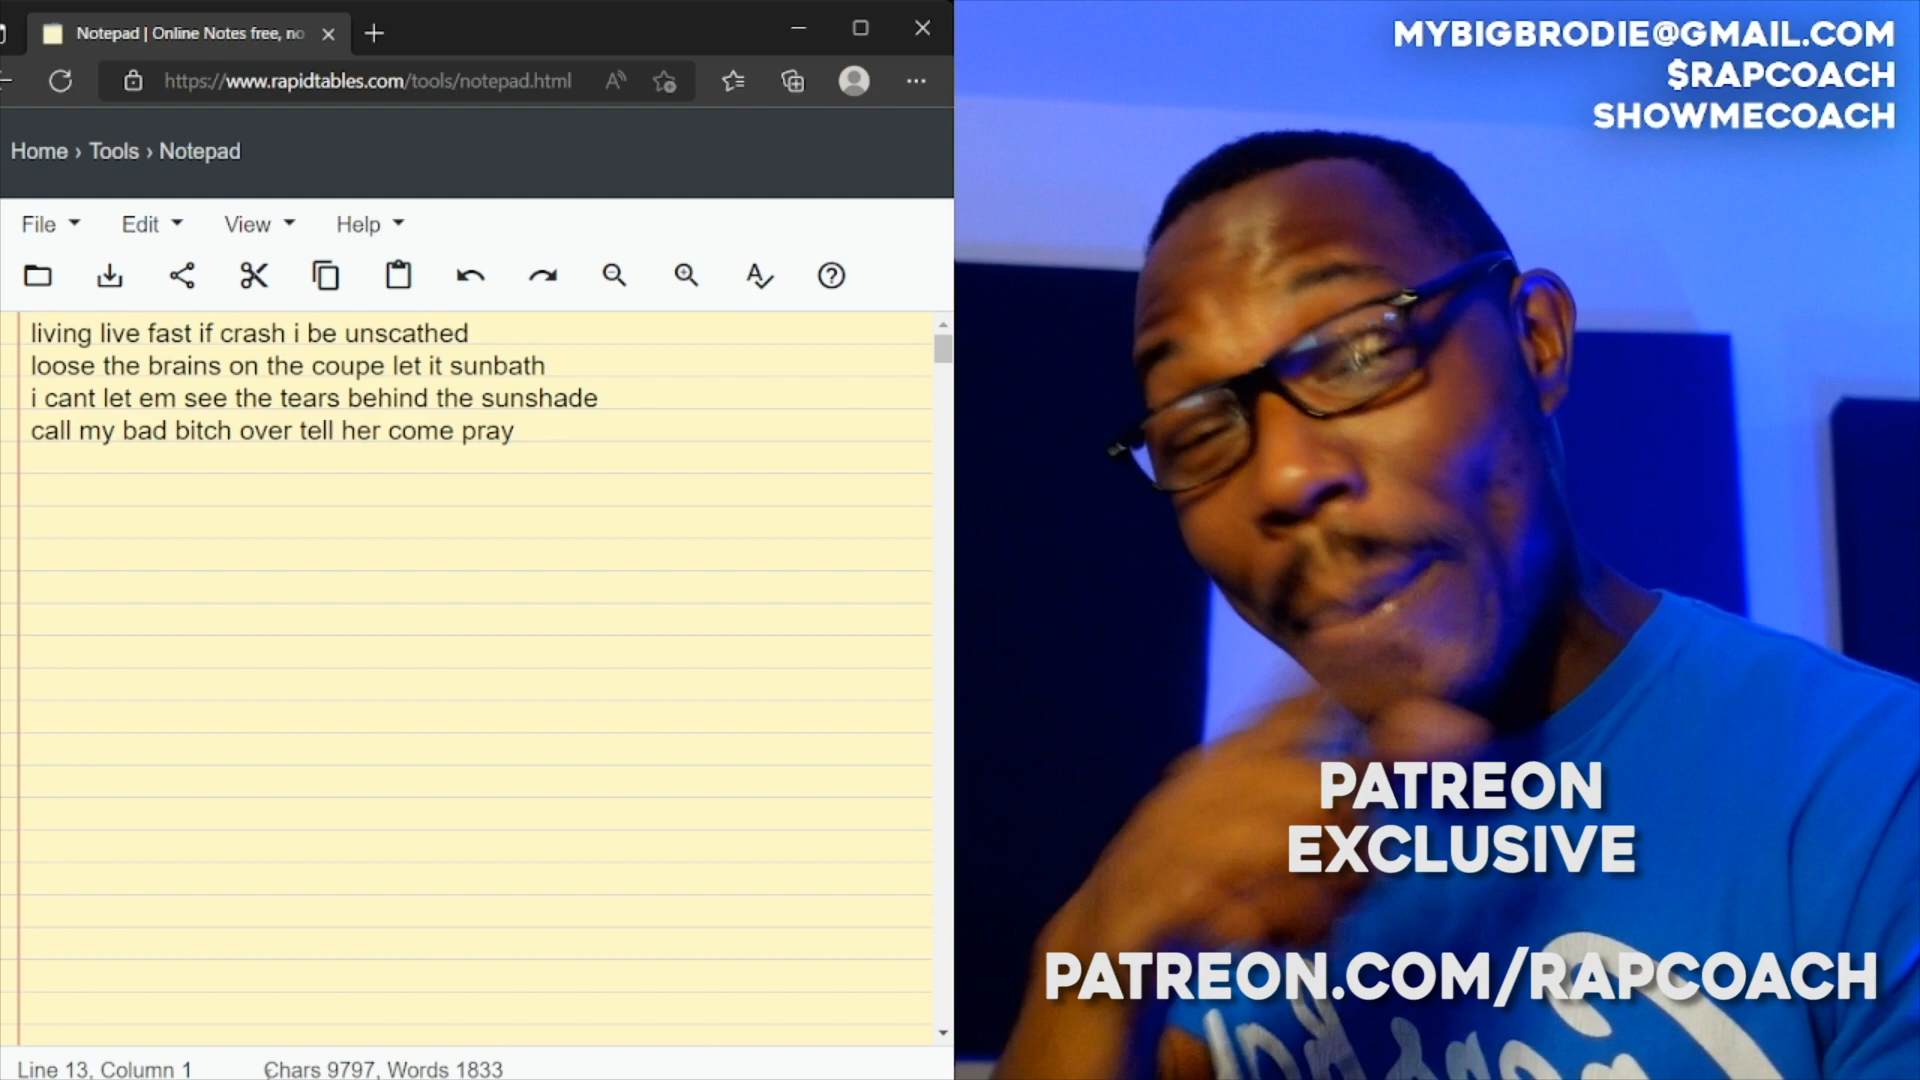 Notepad | Online Notes free, no
https://www.rapidtables.com/tools/notepad.html
Home › Tools › Notepad
File Edit View Help
living live fast if crash i be unscathed
loose the brains on the coupe let it sunbath
i cant let em see the tears behind the sunshade
call my bad bitch over tell her come pray
Line 13, Column 1 Chars 9797, Words 1833
MYBIGBRODIE@GMAIL.COM
$RAPCOACH
SHOWMECOACH
PATREON
EXCLUSIVE
PATREON.COM/RAPCOACH